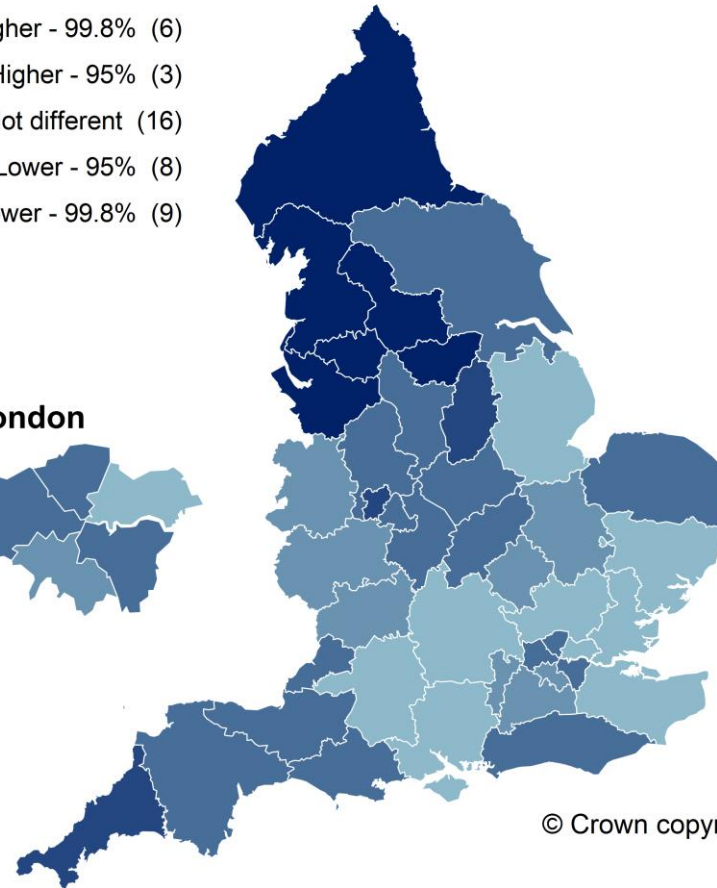 gher - 99.8% (6)
Higher - 95% (3)
ot different (16)
Lower - 95% (8)
wer - 99.8% (9)
ondon
© Crown copyr